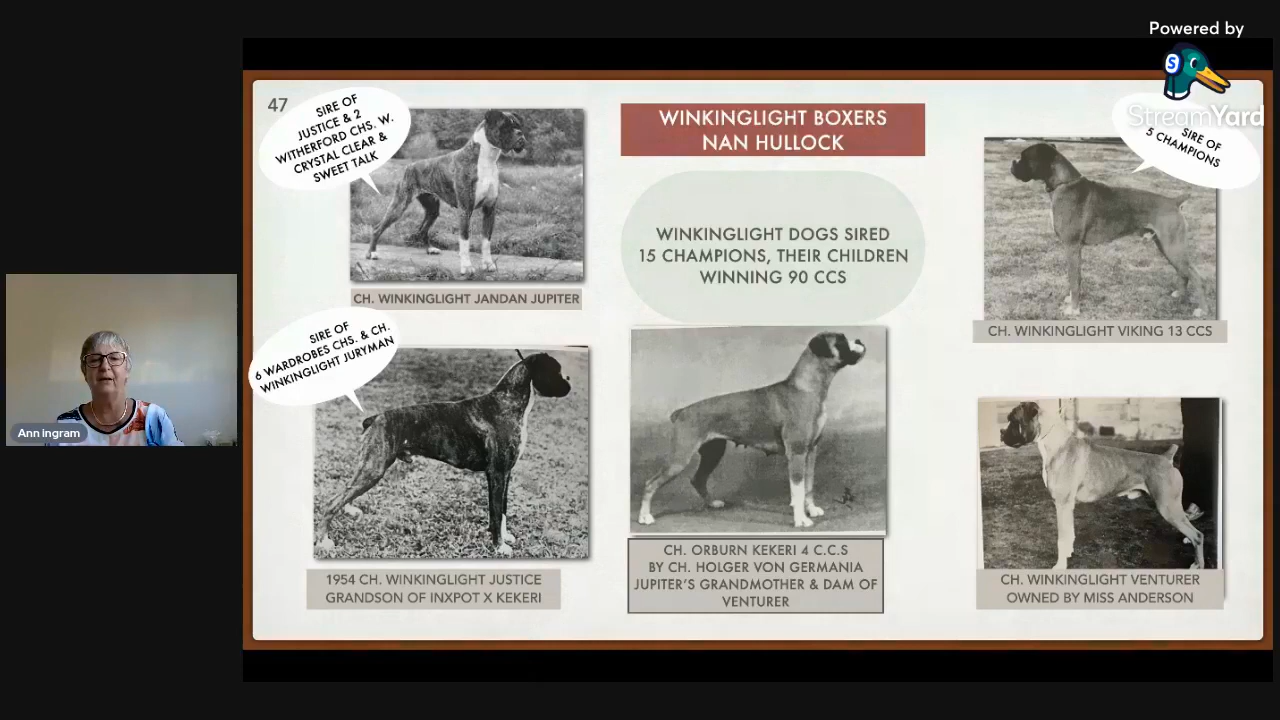 Powered by
StreamYard
47
SIRE OF
JUSTICE & 2
WITHERFORD CHS. W.
CRYSTAL CLEAR &
SWEET TALK
WINKINGLIGHT BOXERS
NAN HULLOCK
SIRE OF
5 CHAMPIONS
WINKINGLIGHT DOGS SIRED
15 CHAMPIONS, THEIR CHILDREN
WINNING 90 CCS
CH. WINKINGLIGHT JANDAN JUPITER
CH. WINKINGLIGHT VIKING 13 CCS
SIRE OF
6 WARDROBES CHS. & CH.
WINKINGLIGHT JURYMAN
Ann ingram
1954 CH. WINKINGLIGHT JUSTICE
GRANDSON OF INXPOT X KEKERI
CH. ORBURN KEKERI 4 C.C.S
BY CH. HOLGER VON GERMANIA
JUPITER'S GRANDMOTHER & DAM OF
VENTURER
CH. WINKINGLIGHT VENTURER
OWNED BY MISS ANDERSON